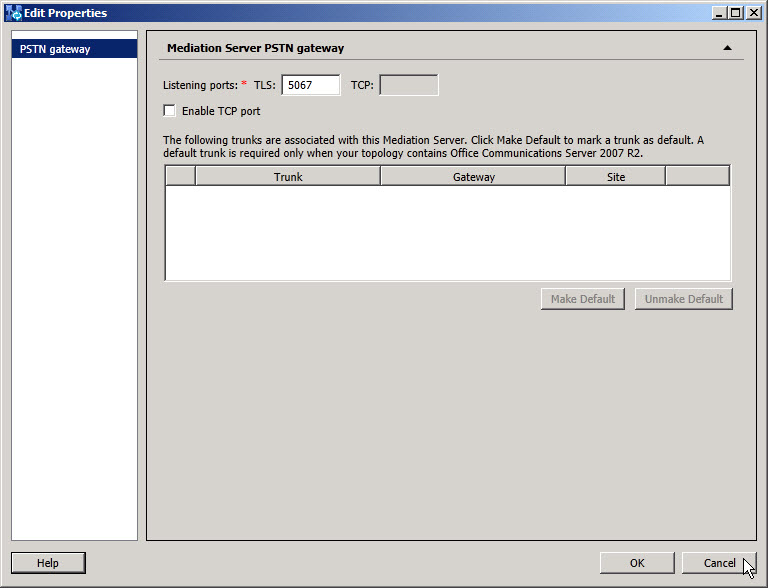 Edit Properties
PSTN gateway
Mediation Server PSTN gateway
Listening ports: * TLS: 5067 TCP:
Enable TCP port
The following trunks are associated with this Mediation Server. Click Make Default to mark a trunk as default. A
default trunk is required only when your topology contains Office Communications Server 2007 R2.
Trunk Gateway Site
Make Default Unmake Default
Help OK Cancel